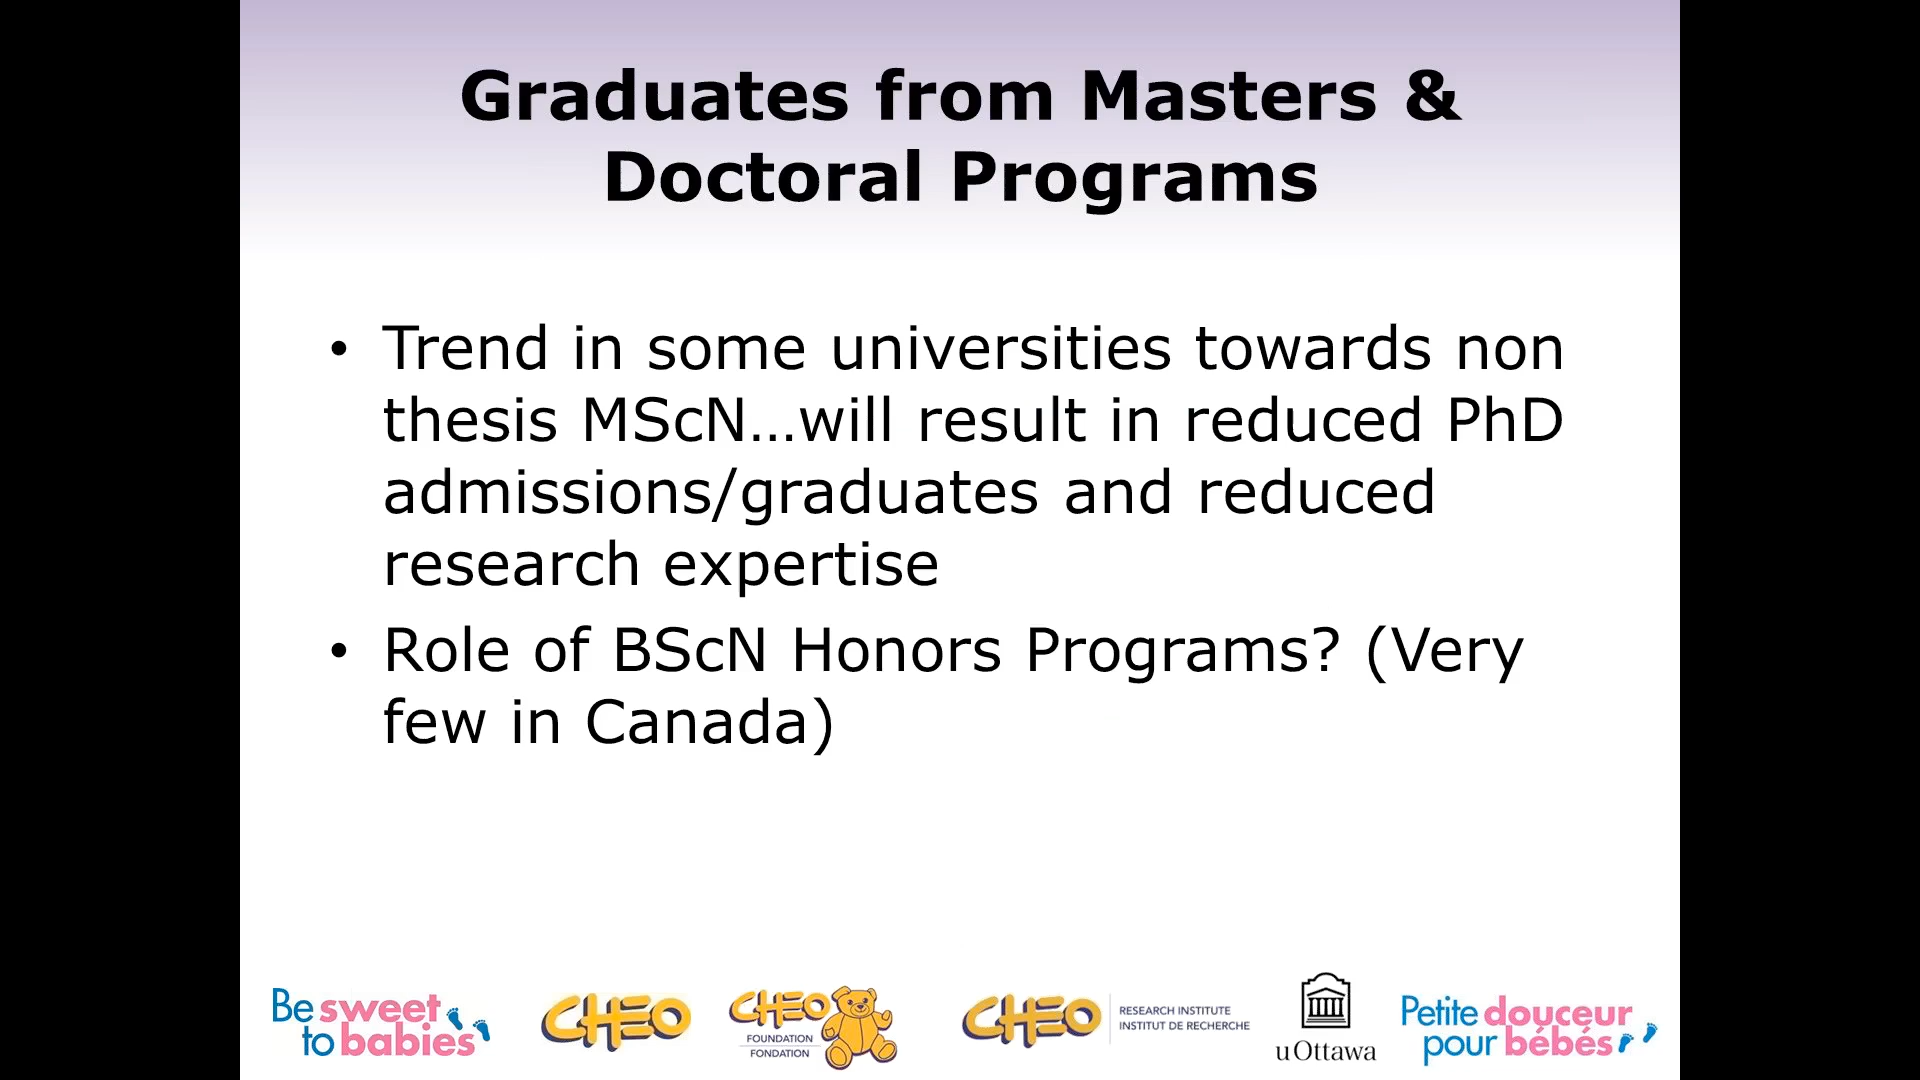 Graduates from Masters &
Doctoral Programs
• Trend in some universities towards non
thesis MScN...will result in reduced PhD
admissions/graduates and reduced
research expertise
• Role of BScN Honors Programs? (Very
few in Canada)
Be sweet
to babies
CHEO
CHEO
FOUNDATION
FONDATION
CHEO
RESEARCH INSTITUTE
INSTITUT DE RECHERCHE
uOttawa
Petite douceur
pour bébés